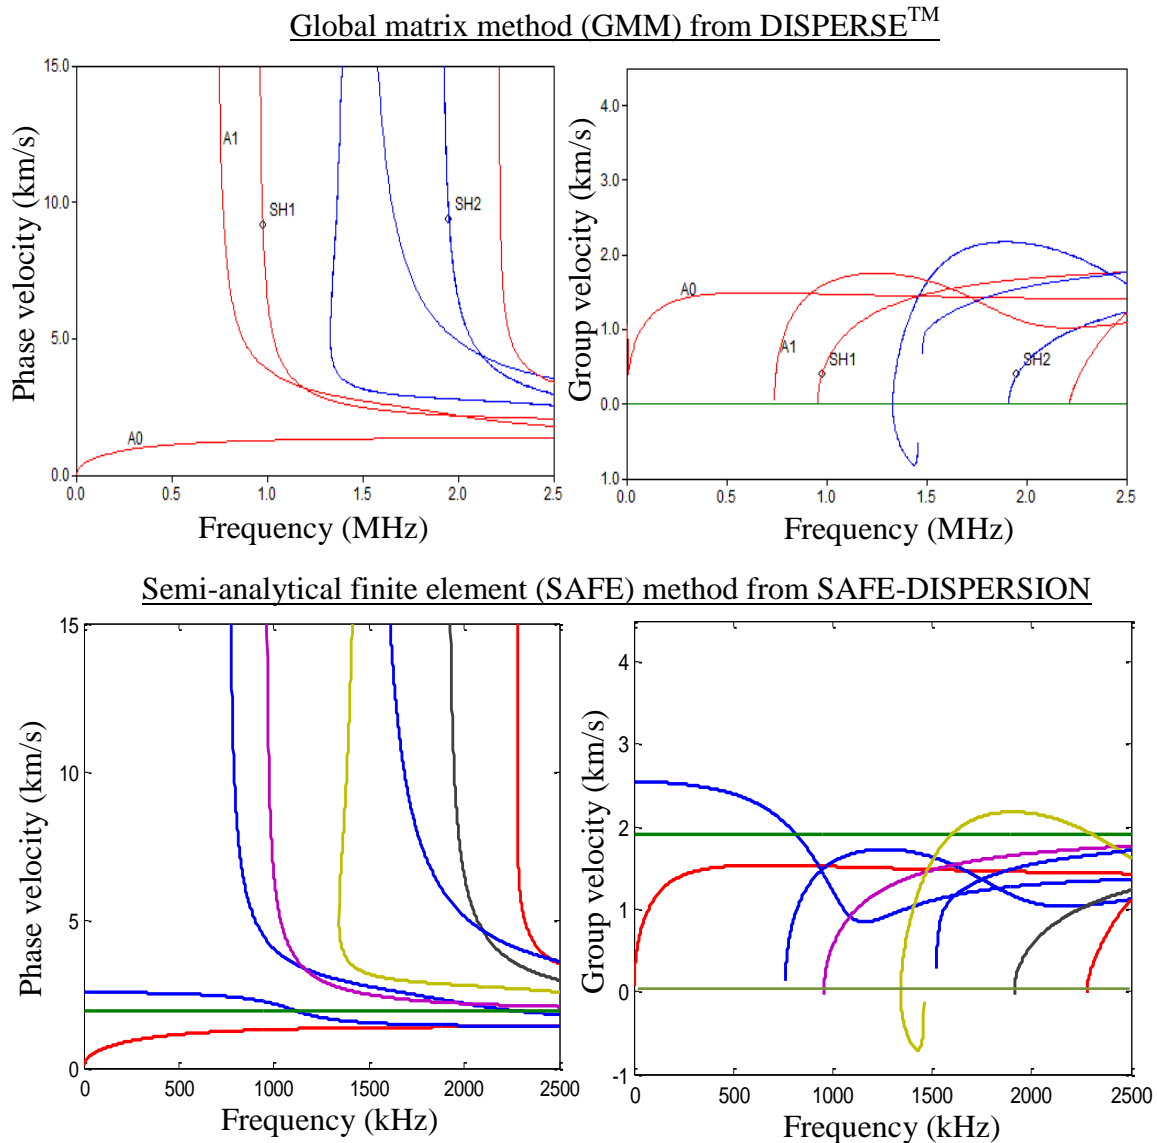 Global matrix method (GMM) from DISPERSE™
Phase velocity (km/s)
15.0
10.0
5.0
0.0
A1
SH1
SH2
A0
0.0 0.5 1.0 1.5 2.0 2.5
Frequency (MHz)
Group velocity (km/s)
4.0
3.0
2.0
1.0
0.0
1.0
A0
A1
SH1
SH2
0.0 0.5 1.0 1.5 2.0 2.5
Frequency (MHz)
Semi-analytical finite element (SAFE) method from SAFE-DISPERSION
Phase velocity (km/s)
15
10
5
0
0 500 1000 1500 2000 2500
Frequency (kHz)
Group velocity (km/s)
4
3
2
1
0
-1
0 500 1000 1500 2000 2500
Frequency (kHz)